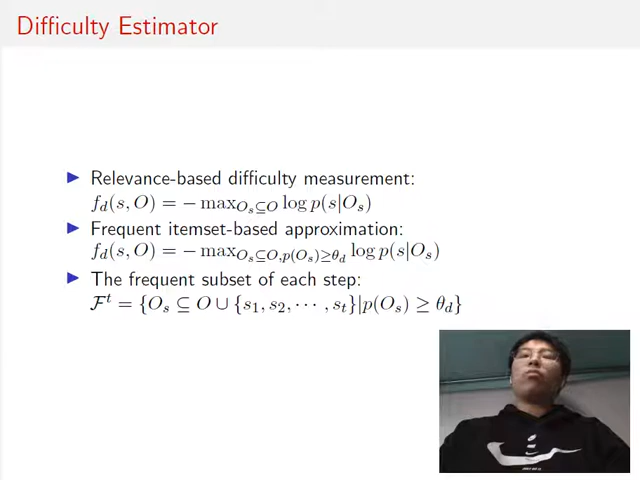 Difficulty Estimator
▶ Relevance-based difficulty measurement:
f_d(s, O) = − max_{O_s⊆O} log p(s|O_s)
▶ Frequent itemset-based approximation:
f_d(s, O) = − max_{O_s⊆O,p(O_s)≥θ_d} log p(s|O_s)
▶ The frequent subset of each step:
ℱ^t = {O_s ⊆ O ∪ {s_1, s_2, ⋯ , s_t}|p(O_s) ≥ θ_d}